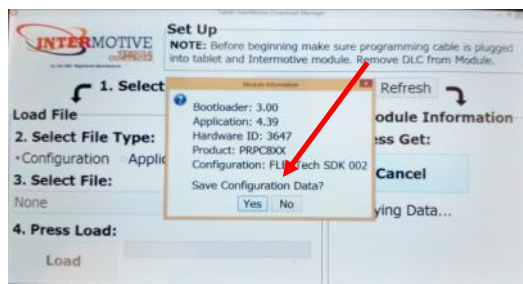 INTERMOTIVE
Set Up
NOTE: Before beginning make sure programming cable is plugged
into tablet and Intermotive module. Remove DLC from Module.
1. Select
Refresh
Load File
odule Information
2. Select File Type:
ss Get:
Configuration Applic
3. Select File:
Cancel
None
ying Data...
4. Press Load:
Load
Module Information
Bootloader: 3.00
Application: 4.39
Hardware ID: 3647
Product: PRPC8XX
Configuration: FLE Tech SDK 002
Save Configuration Data?
Yes No